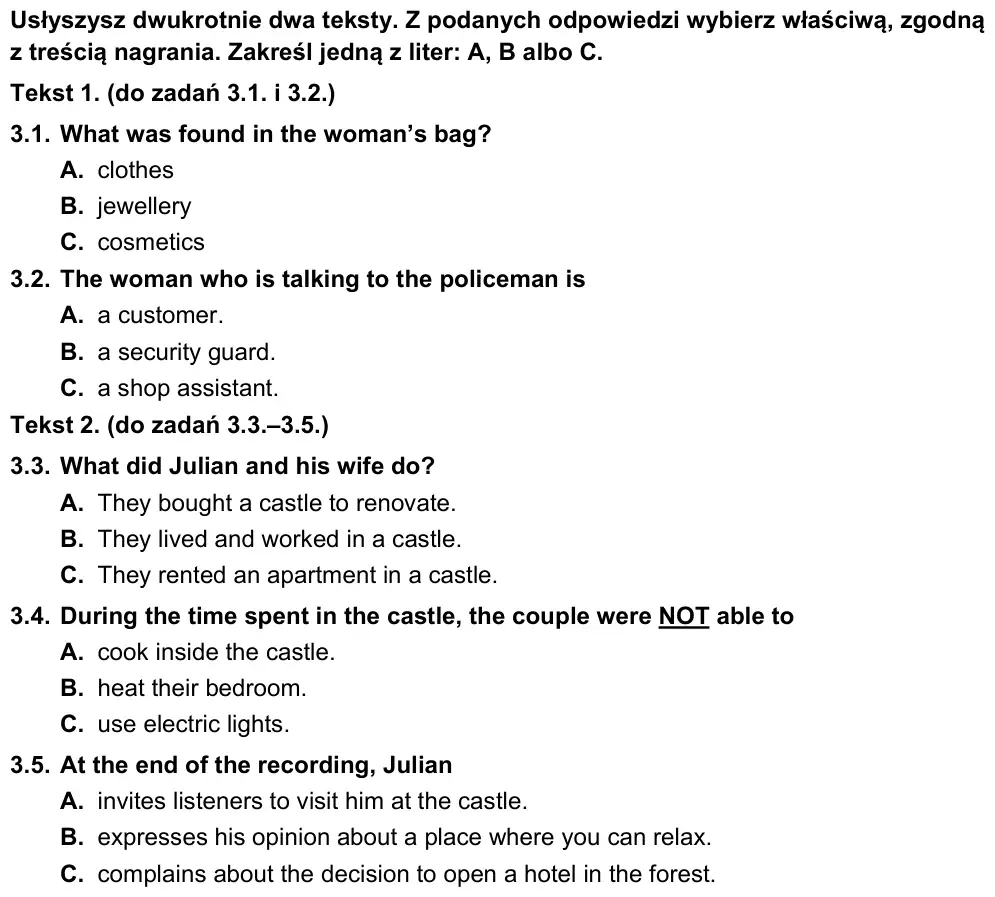 Usłyszysz dwukrotnie dwa teksty. Z podanych odpowiedzi wybierz właściwą, zgodną
z treścią nagrania. Zakreśl jedną z liter: A, B albo C.
Tekst 1. (do zadań 3.1. i 3.2.)
3.1. What was found in the woman’s bag?
A. clothes
B. jewellery
C. cosmetics
3.2. The woman who is talking to the policeman is
A. a customer.
B. a security guard.
C. a shop assistant.
Tekst 2. (do zadań 3.3.–3.5.)
3.3. What did Julian and his wife do?
A. They bought a castle to renovate.
B. They lived and worked in a castle.
C. They rented an apartment in a castle.
3.4. During the time spent in the castle, the couple were NOT able to
A. cook inside the castle.
B. heat their bedroom.
C. use electric lights.
3.5. At the end of the recording, Julian
A. invites listeners to visit him at the castle.
B. expresses his opinion about a place where you can relax.
C. complains about the decision to open a hotel in the forest.